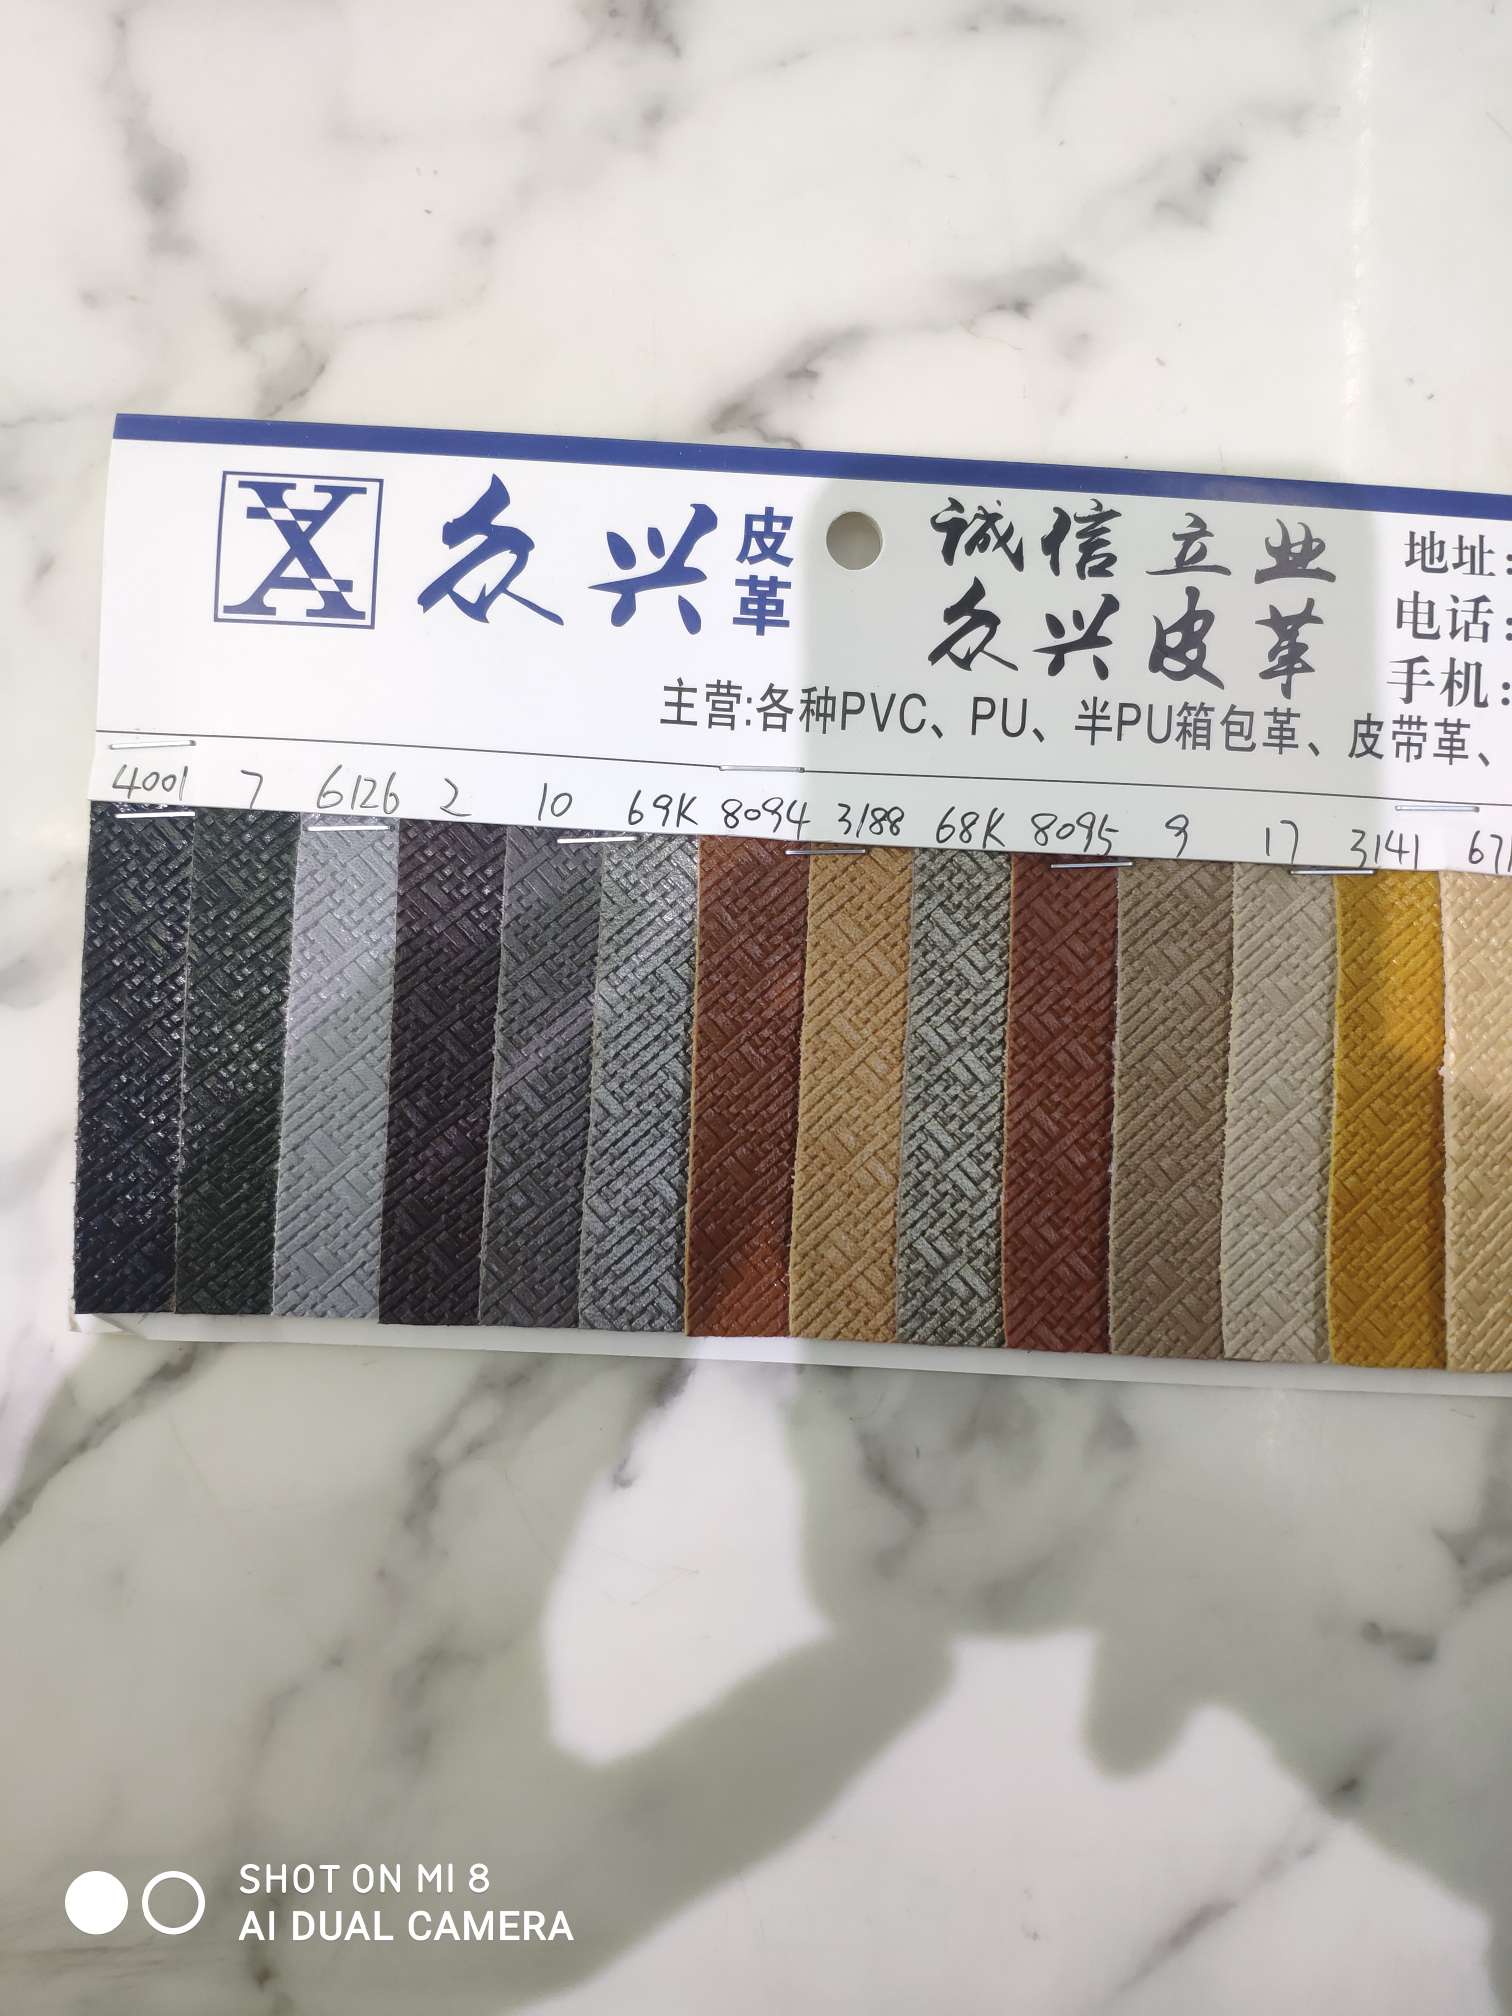 众兴皮革
诚信立业
众兴皮革
地址:
电话:
手机:
主营:各种PVC、PU、半PU箱包革、皮带革、
4001 7 6126 2 10 69K 8094 3188 68K 8095 9 17 3141
SHOT ON MI 8
AI DUAL CAMERA